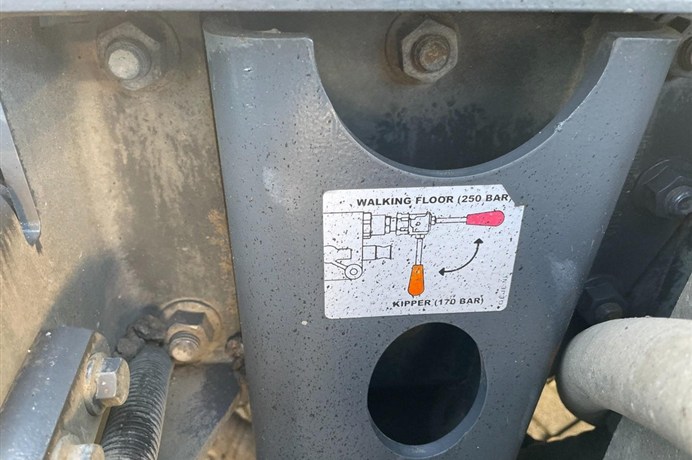 WALKING FLOOR (250 BAR)
KIPPER (170 BAR)